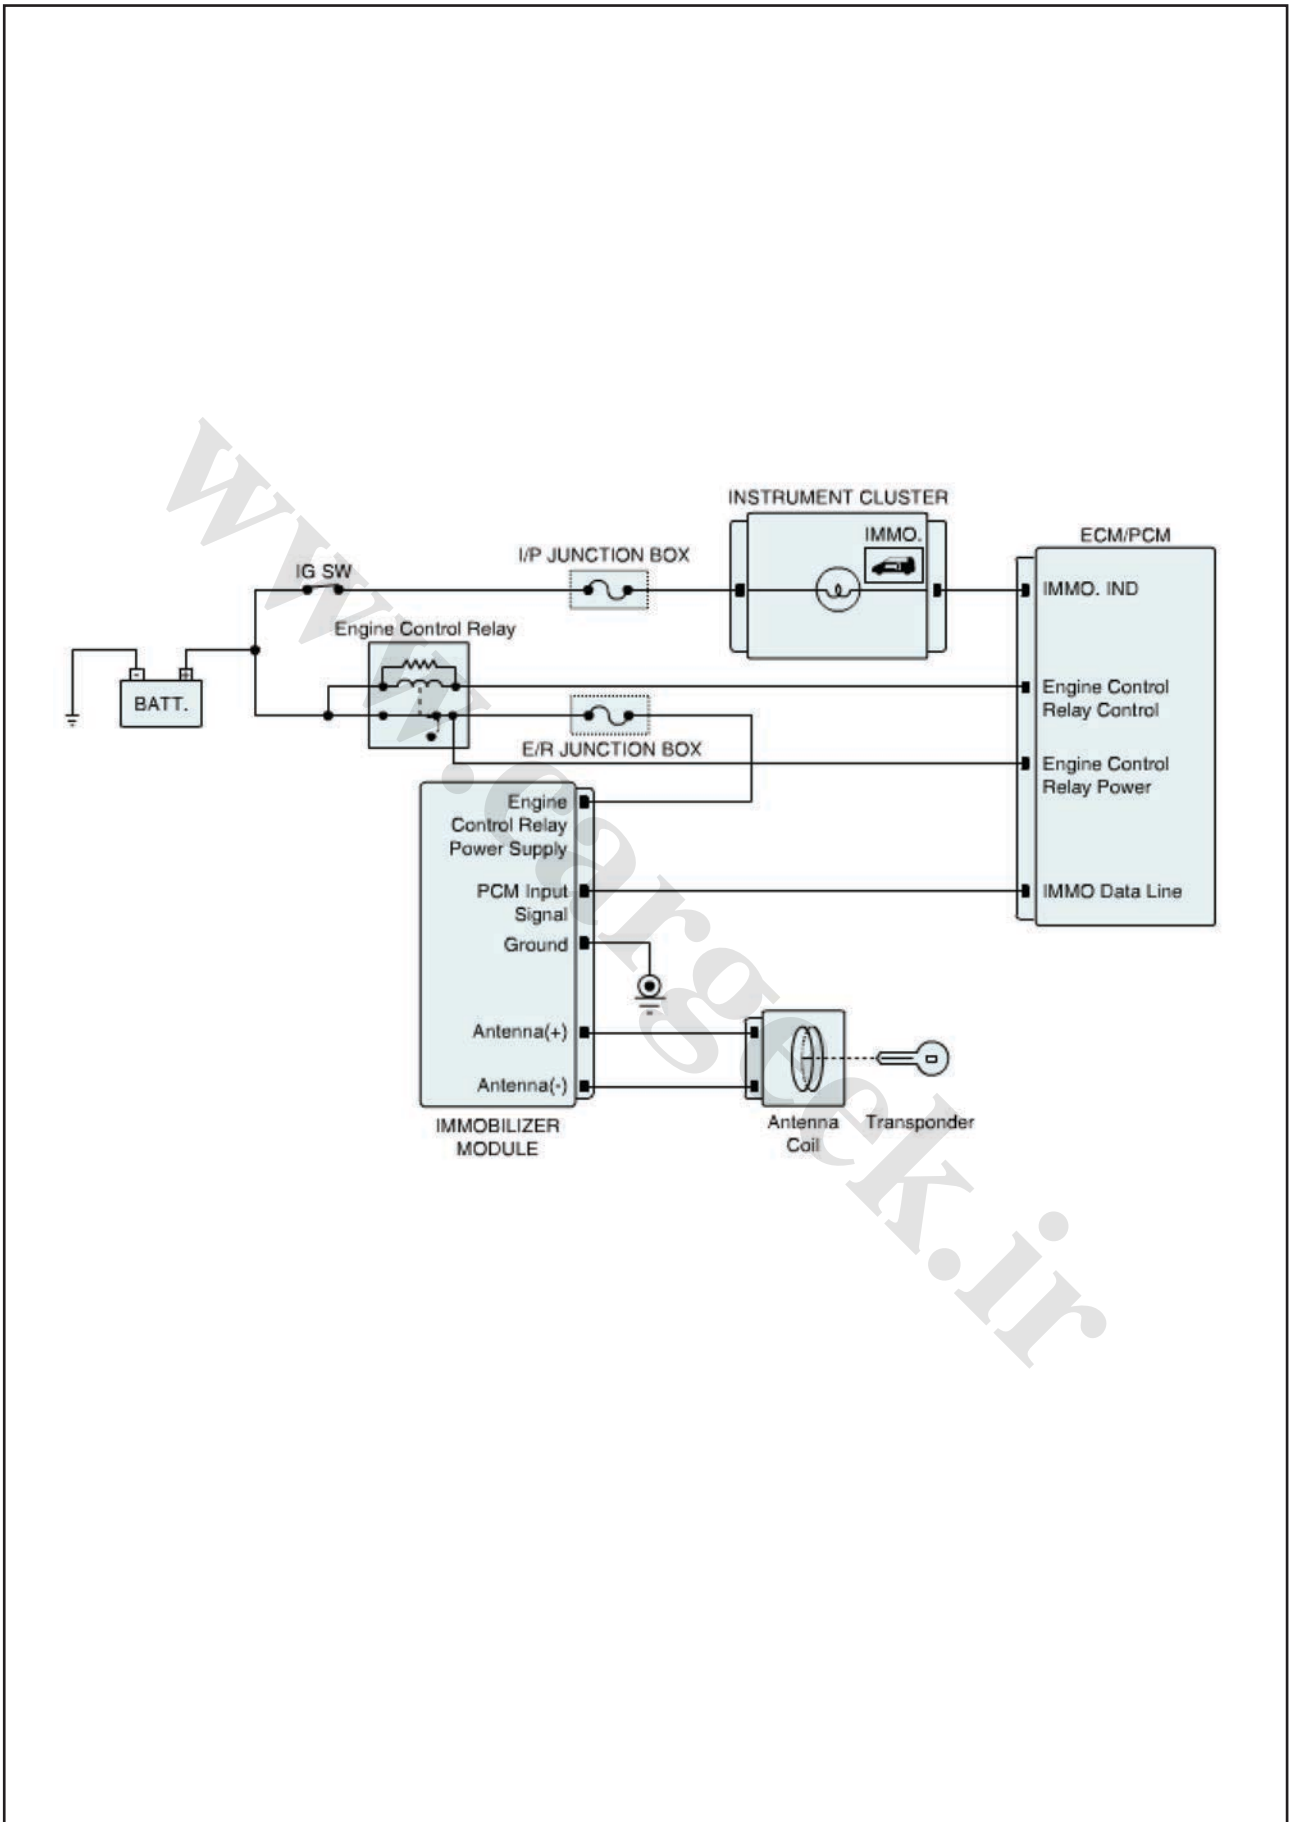 INSTRUMENT CLUSTER
IMMO.
ECM/PCM
I/P JUNCTION BOX
IG SW
IMMO. IND
Engine Control Relay
- +
BATT.
Engine Control
Relay Control
E/R JUNCTION BOX
Engine Control
Relay Power
Engine
Control Relay
Power Supply
PCM Input
Signal
IMMO Data Line
Ground
Antenna(+)
Antenna(-)
IMMOBILIZER
MODULE
Antenna
Coil
Transponder
www.cargeek.ir